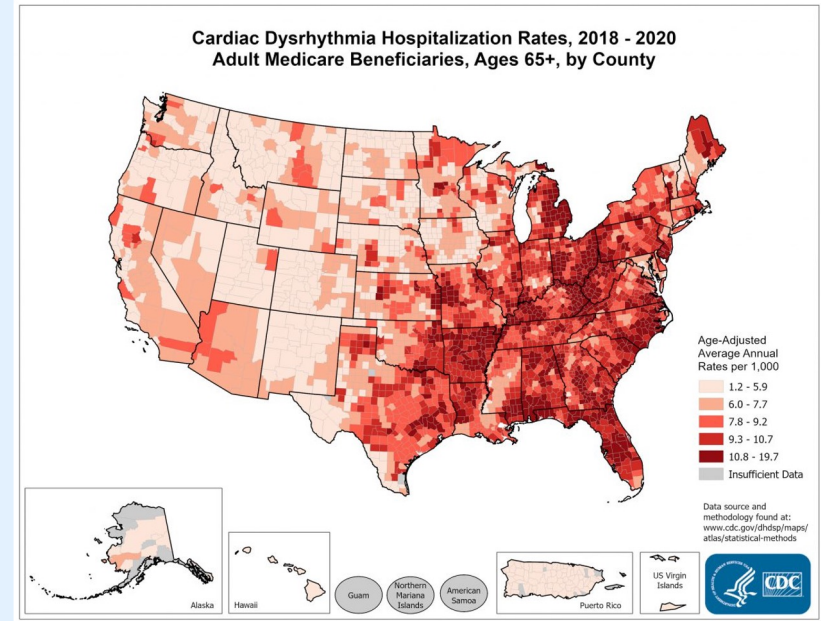 Cardiac Dysrhythmia Hospitalization Rates, 2018 - 2020
Adult Medicare Beneficiaries, Ages 65+, by County
Age-Adjusted
Average Annual
Rates per 1,000
1.2 - 5.9
6.0 - 7.7
7.8 - 9.2
9.3 - 10.7
10.8 - 19.7
Insufficient Data
Data source and
methodology found at:
www.cdc.gov/dhdsp/maps/
atlas/statistical-methods
Alaska
Hawaii
Guam
Northern
Mariana
Islands
American
Samoa
Puerto Rico
US Virgin
Islands
CDC